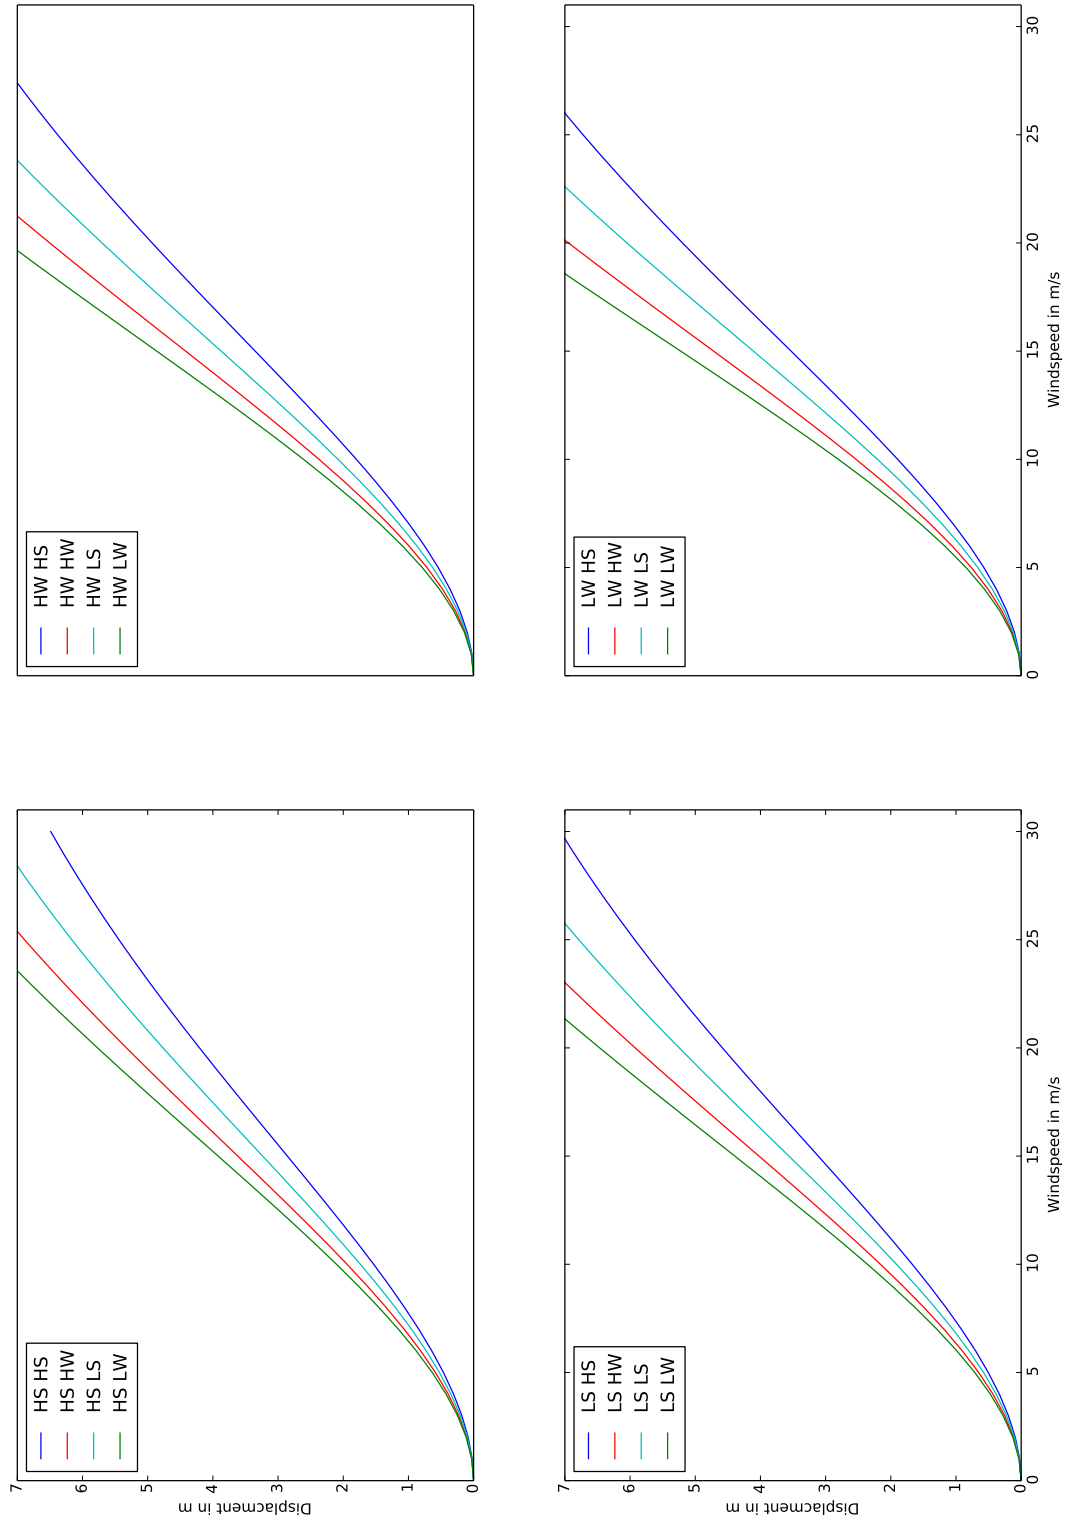 HS HS
HS HW
HS LS
HS LW
7
6
5
4
3
2
1
0
Displacment in m
HW HS
HW HW
HW LS
HW LW
LS HS
LS HW
LS LS
LS LW
7
6
5
4
3
2
1
0
Displacment in m
0 5 10 15 20 25 30
Windspeed in m/s
LW HS
LW HW
LW LS
LW LW
0 5 10 15 20 25 30
Windspeed in m/s